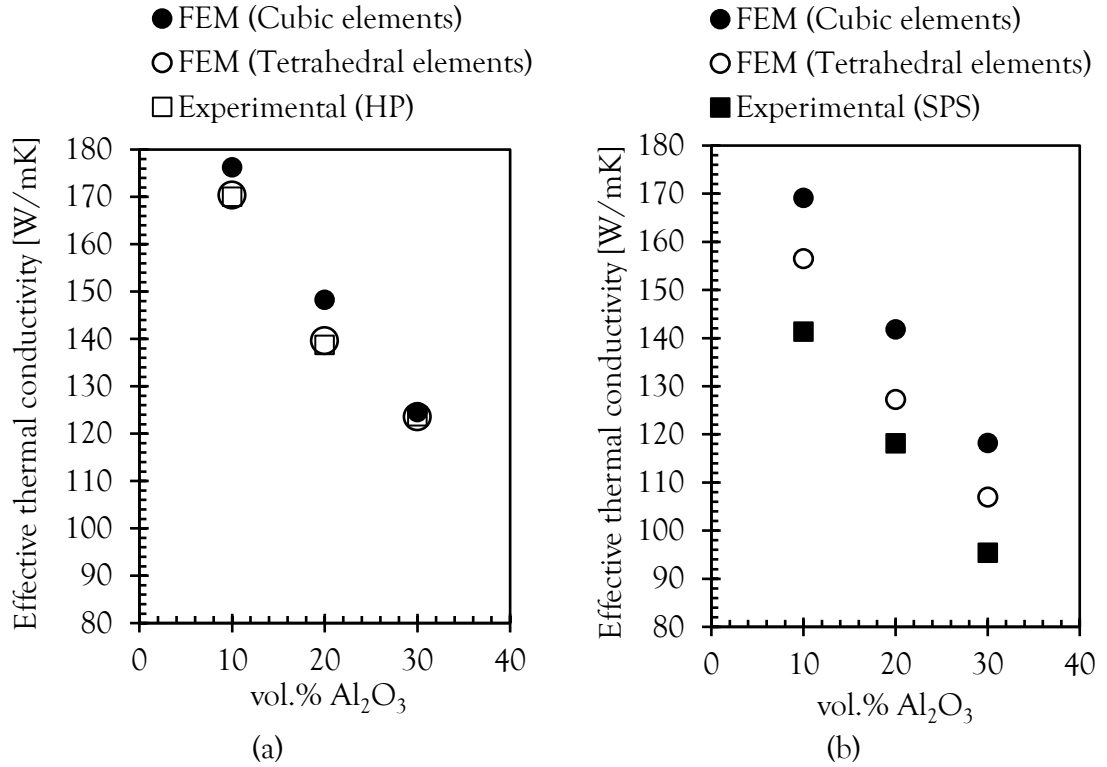 FEM (Cubic elements)
FEM (Tetrahedral elements)
Experimental (HP)
Effective thermal conductivity [W/mK]
180
170
160
150
140
130
120
110
100
90
80
0 10 20 30 40
vol.% Al₂O₃
(a)
FEM (Cubic elements)
FEM (Tetrahedral elements)
Experimental (SPS)
Effective thermal conductivity [W/mK]
180
170
160
150
140
130
120
110
100
90
80
0 10 20 30 40
vol.% Al₂O₃
(b)